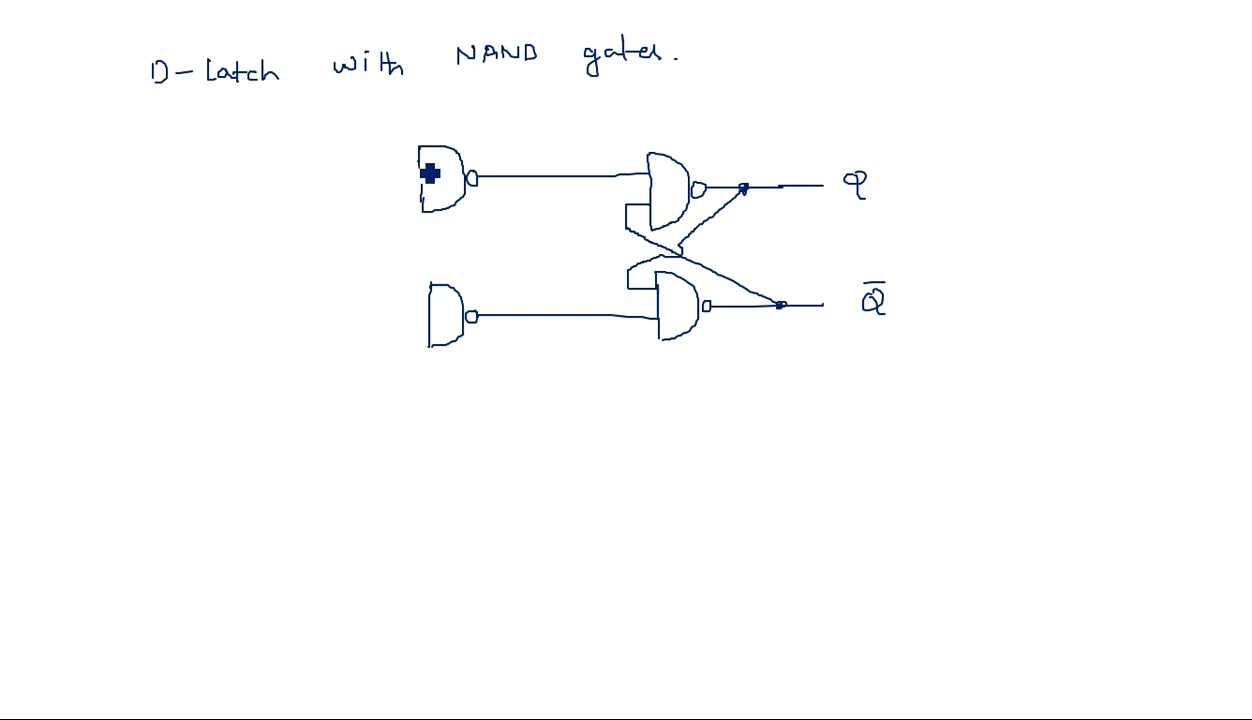 D-Latch with NAND gates.
Q
Q̅